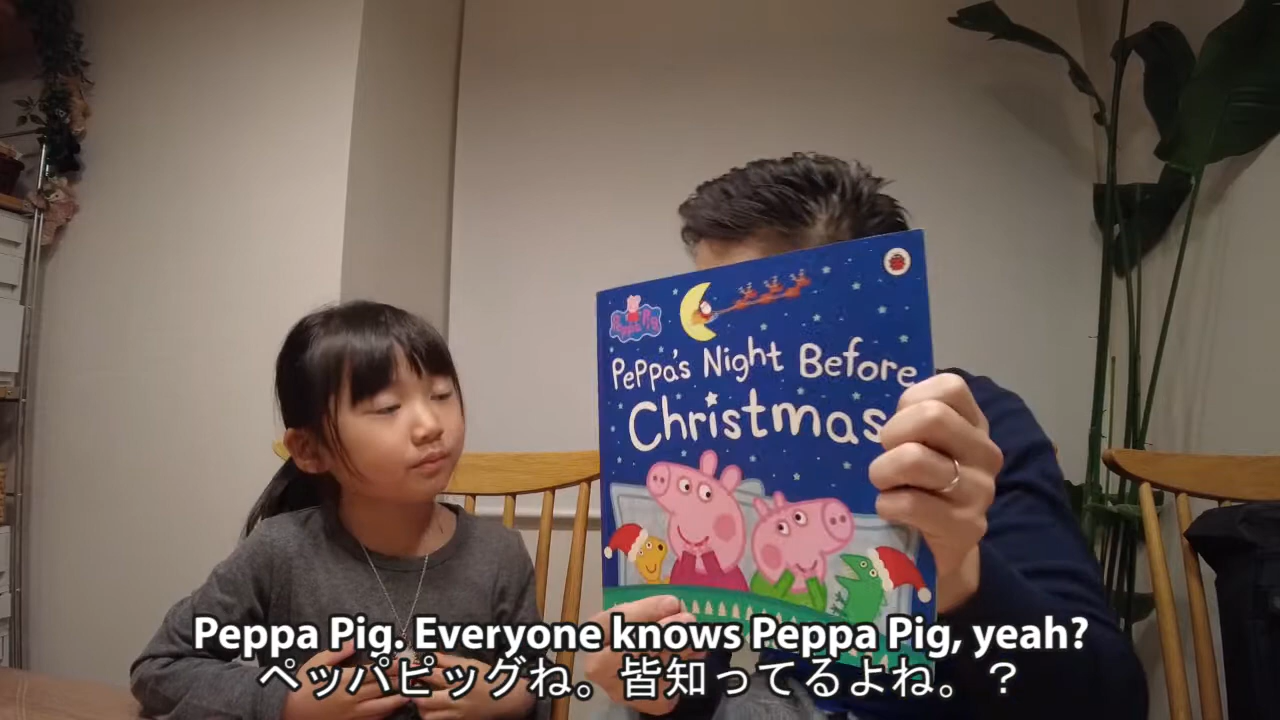 Peppa Pig
Peppa's Night Before
Christmas
Peppa Pig. Everyone knows Peppa Pig, yeah?
ペッパピッグね。皆知ってるよね。？